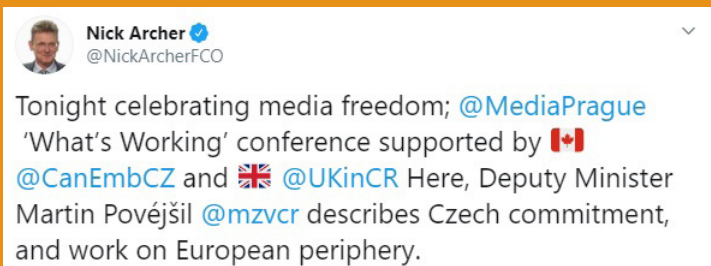 Nick Archer
@NickArcherFCO
Tonight celebrating media freedom; @MediaPrague
‘What's Working’ conference supported by 🇨🇦
@CanEmbCZ and 🇬🇧 @UKinCR Here, Deputy Minister
Martin Povéjšil @mzvcr describes Czech commitment,
and work on European periphery.